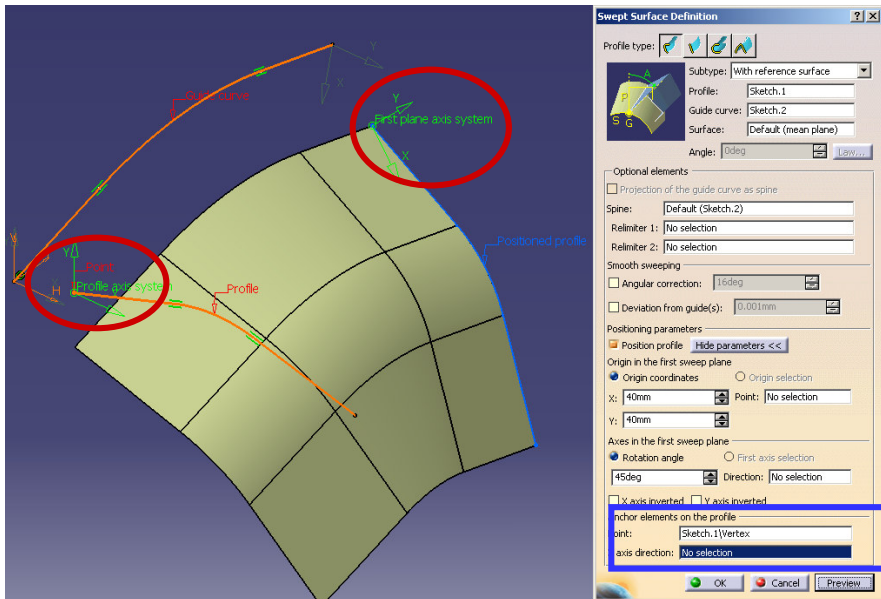 Y
X
Guide curve
Y
First plane axis system
X
Positioned profile
Y
Point
H
Profile axis system
Profile
Swept Surface Definition
Profile type:
A
P
S
G
Subtype: With reference surface
Profile: Sketch.1
Guide curve: Sketch.2
Surface: Default (mean plane)
Angle: 0deg Law...
Optional elements
Projection of the guide curve as spine
Spine: Default (Sketch.2)
Relimiter 1: No selection
Relimiter 2: No selection
Smooth sweeping
Angular correction: 16deg
Deviation from guide(s): 0.001mm
Positioning parameters
Position profile Hide parameters <<
Origin in the first sweep plane
Origin coordinates Origin selection
X: 40mm Point: No selection
Y: 40mm
Axes in the first sweep plane
Rotation angle First axis selection
45deg Direction: No selection
X axis inverted Y axis inverted
nchor elements on the profile
oint: Sketch.1\Vertex
axis direction: No selection
OK Cancel Preview